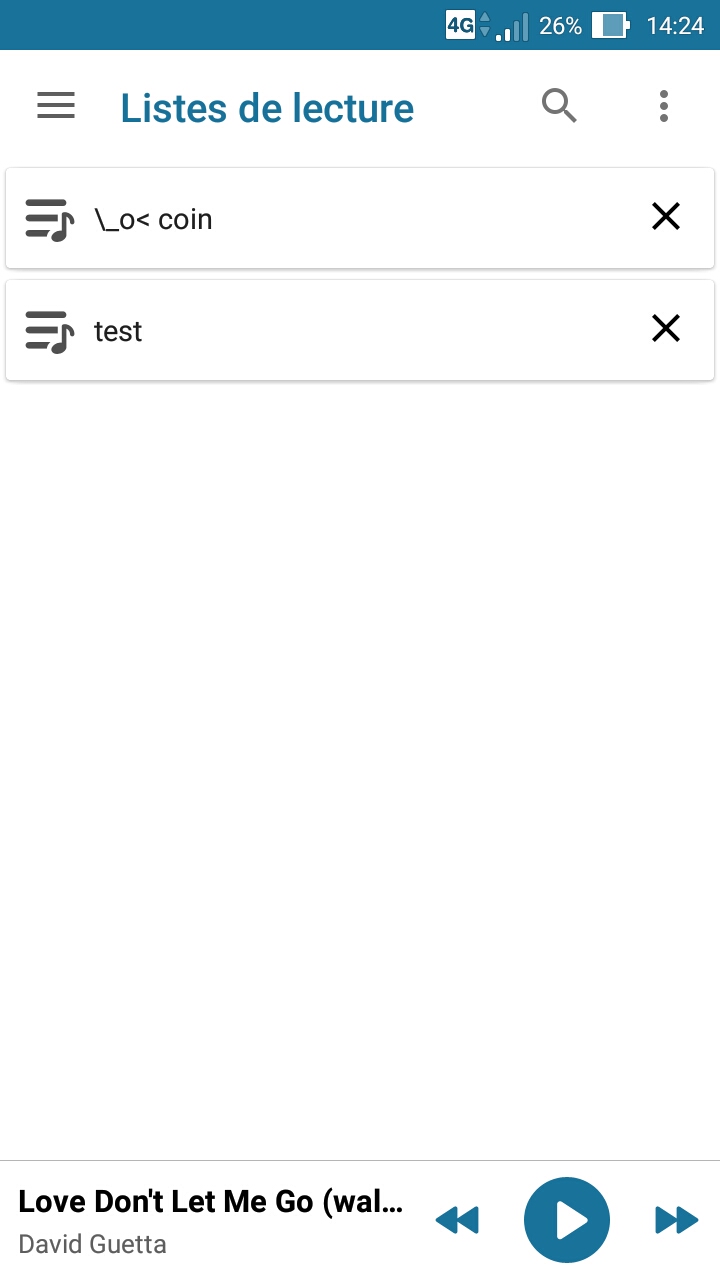 4G 26% 14:24
Listes de lecture
\_o< coin
test
Love Don't Let Me Go (wal...
David Guetta